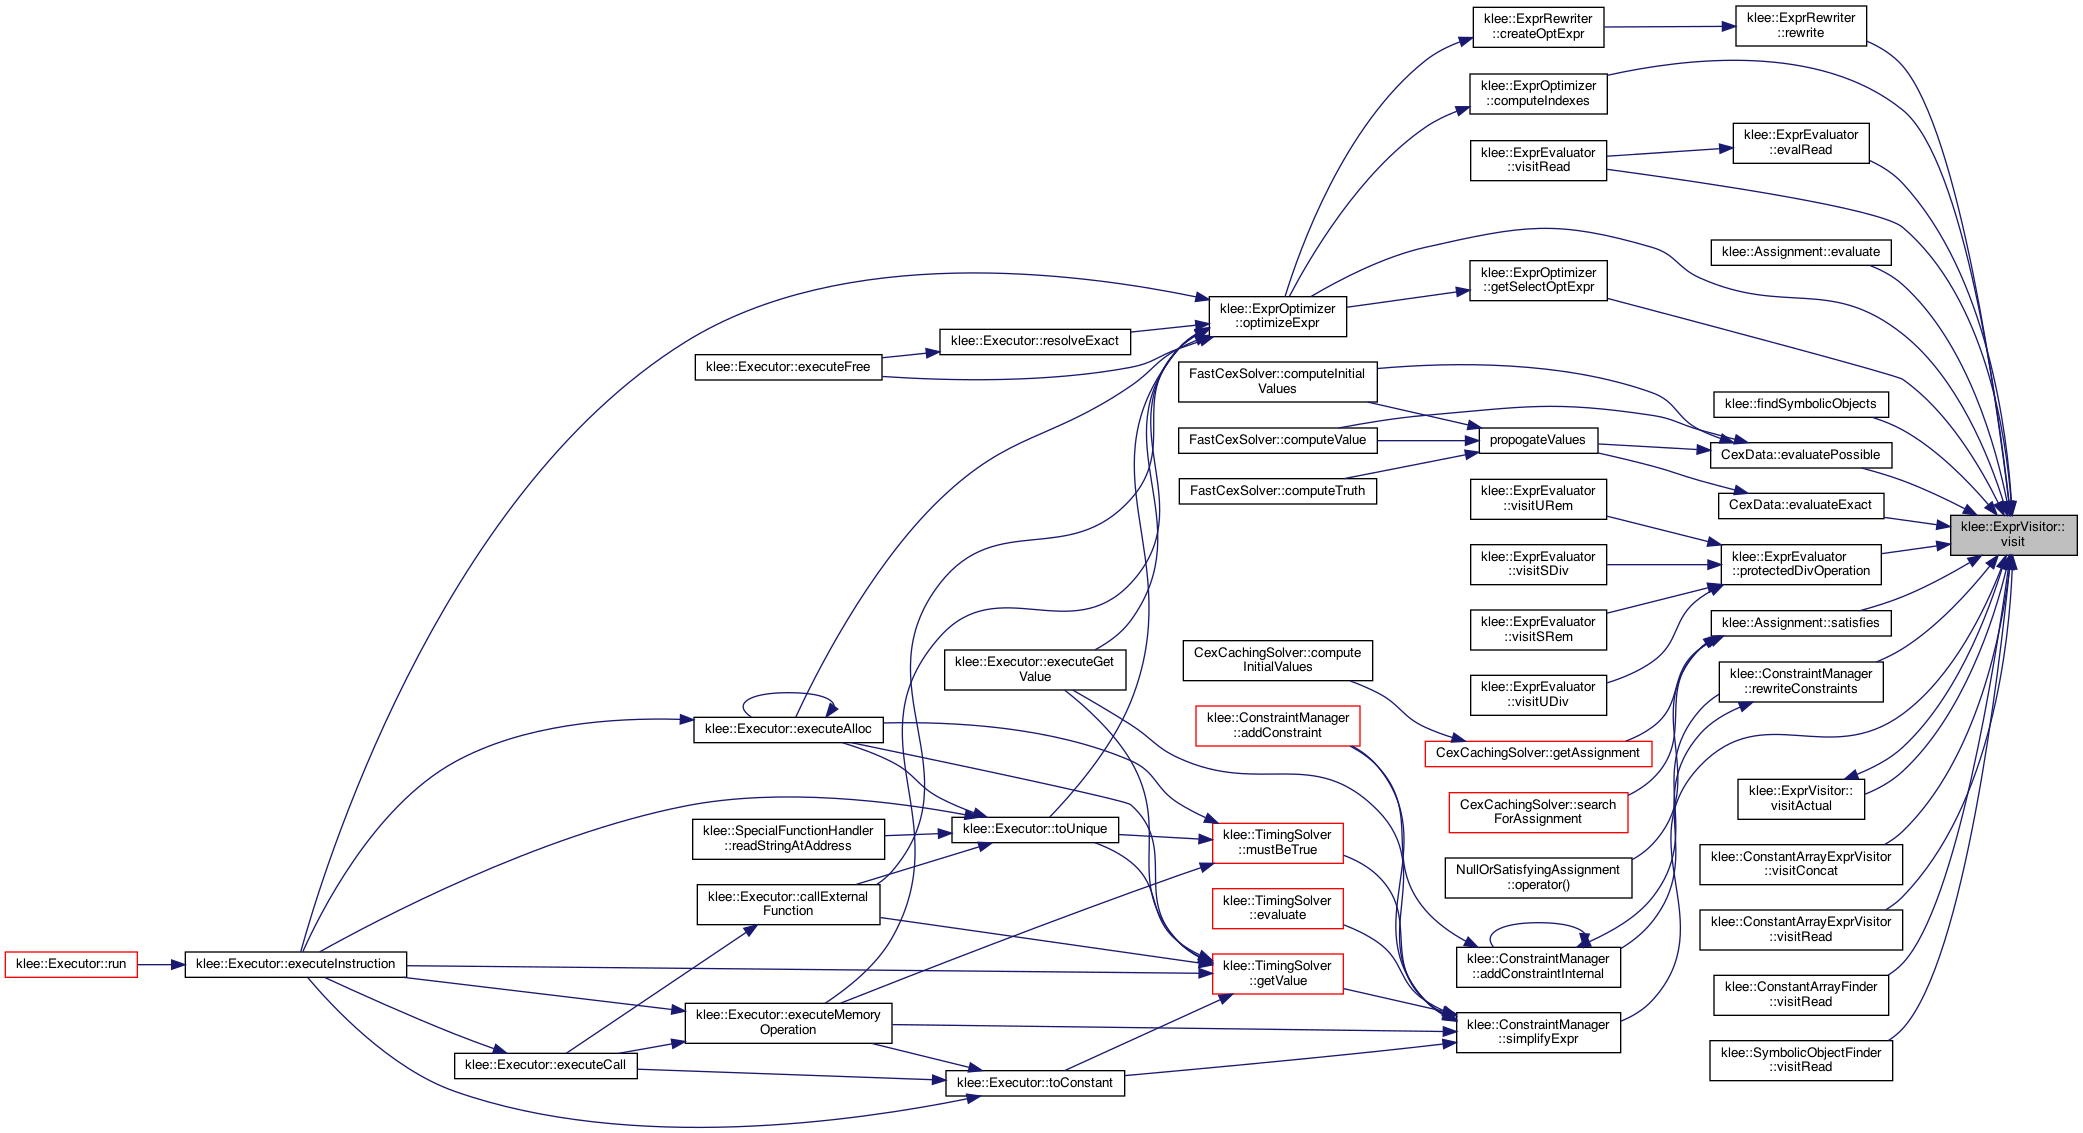 klee::ExprRewriter
::createOptExpr
klee::ExprRewriter
::rewrite
klee::ExprOptimizer
::computeIndexes
klee::ExprEvaluator
::evalRead
klee::ExprEvaluator
::visitRead
klee::Assignment::evaluate
klee::ExprOptimizer
::getSelectOptExpr
klee::ExprOptimizer
::optimizeExpr
klee::Executor::resolveExact
klee::Executor::executeFree
FastCexSolver::computeInitial
Values
klee::findSymbolicObjects
FastCexSolver::computeValue
propogateValues
CexData::evaluatePossible
FastCexSolver::computeTruth
klee::ExprEvaluator
::visitURem
CexData::evaluateExact
klee::ExprVisitor::
visit
klee::ExprEvaluator
::visitSDiv
klee::ExprEvaluator
::protectedDivOperation
klee::ExprEvaluator
::visitSRem
klee::Assignment::satisfies
klee::Executor::executeGet
Value
CexCachingSolver::compute
InitialValues
klee::ExprEvaluator
::visitUDiv
klee::ConstraintManager
::rewriteConstraints
klee::Executor::executeAlloc
klee::ConstraintManager
::addConstraint
CexCachingSolver::getAssignment
klee::ExprVisitor::
visitActual
CexCachingSolver::search
ForAssignment
klee::SpecialFunctionHandler
::readStringAtAddress
klee::Executor::toUnique
klee::TimingSolver
::mustBeTrue
klee::ConstantArrayExprVisitor
::visitConcat
NullOrSatisfyingAssignment
::operator()
klee::Executor::callExternal
Function
klee::TimingSolver
::evaluate
klee::ConstantArrayExprVisitor
::visitRead
klee::Executor::run
klee::Executor::executeInstruction
klee::TimingSolver
::getValue
klee::ConstraintManager
::addConstraintInternal
klee::ConstantArrayFinder
::visitRead
klee::Executor::executeMemory
Operation
klee::ConstraintManager
::simplifyExpr
klee::SymbolicObjectFinder
::visitRead
klee::Executor::executeCall
klee::Executor::toConstant